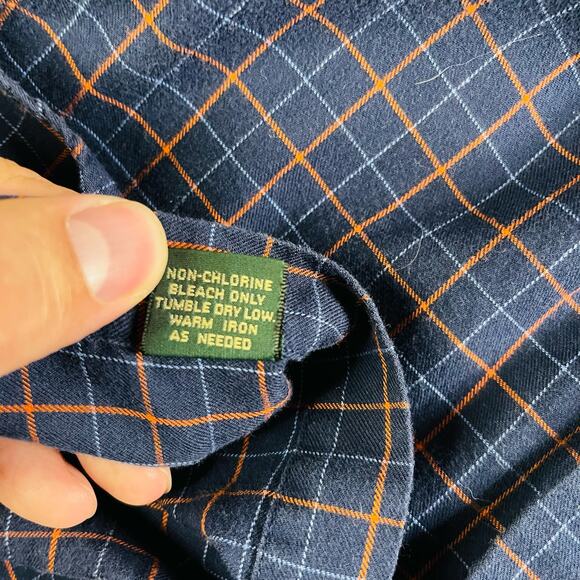 NON-CHLORINE
BLEACH ONLY
TUMBLE DRY LOW,
WARM IRON
AS NEEDED